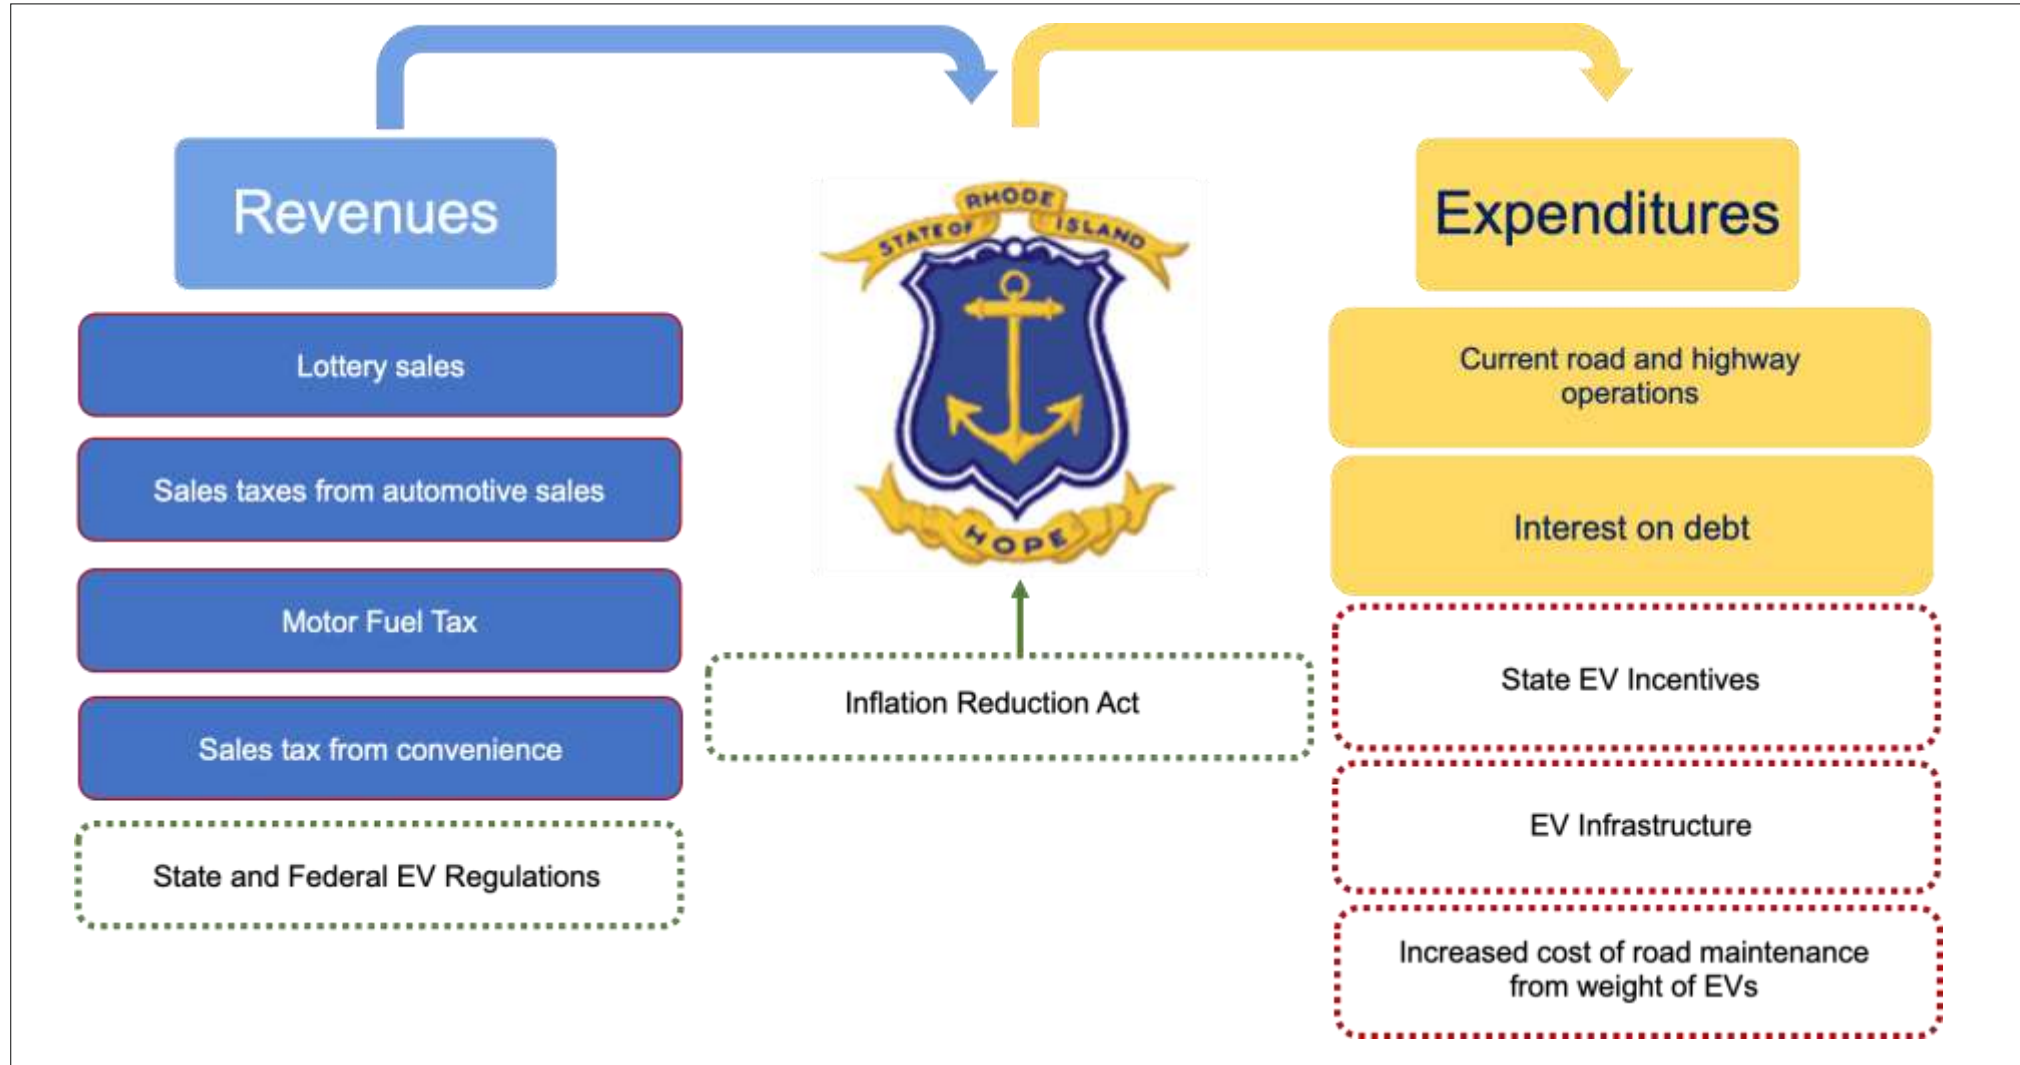 Revenues
Lottery sales
Sales taxes from automotive sales
Motor Fuel Tax
Sales tax from convenience
State and Federal EV Regulations
STATE OF RHODE ISLAND
HOPE
Inflation Reduction Act
Expenditures
Current road and highway
operations
Interest on debt
State EV Incentives
EV Infrastructure
Increased cost of road maintenance
from weight of EVs